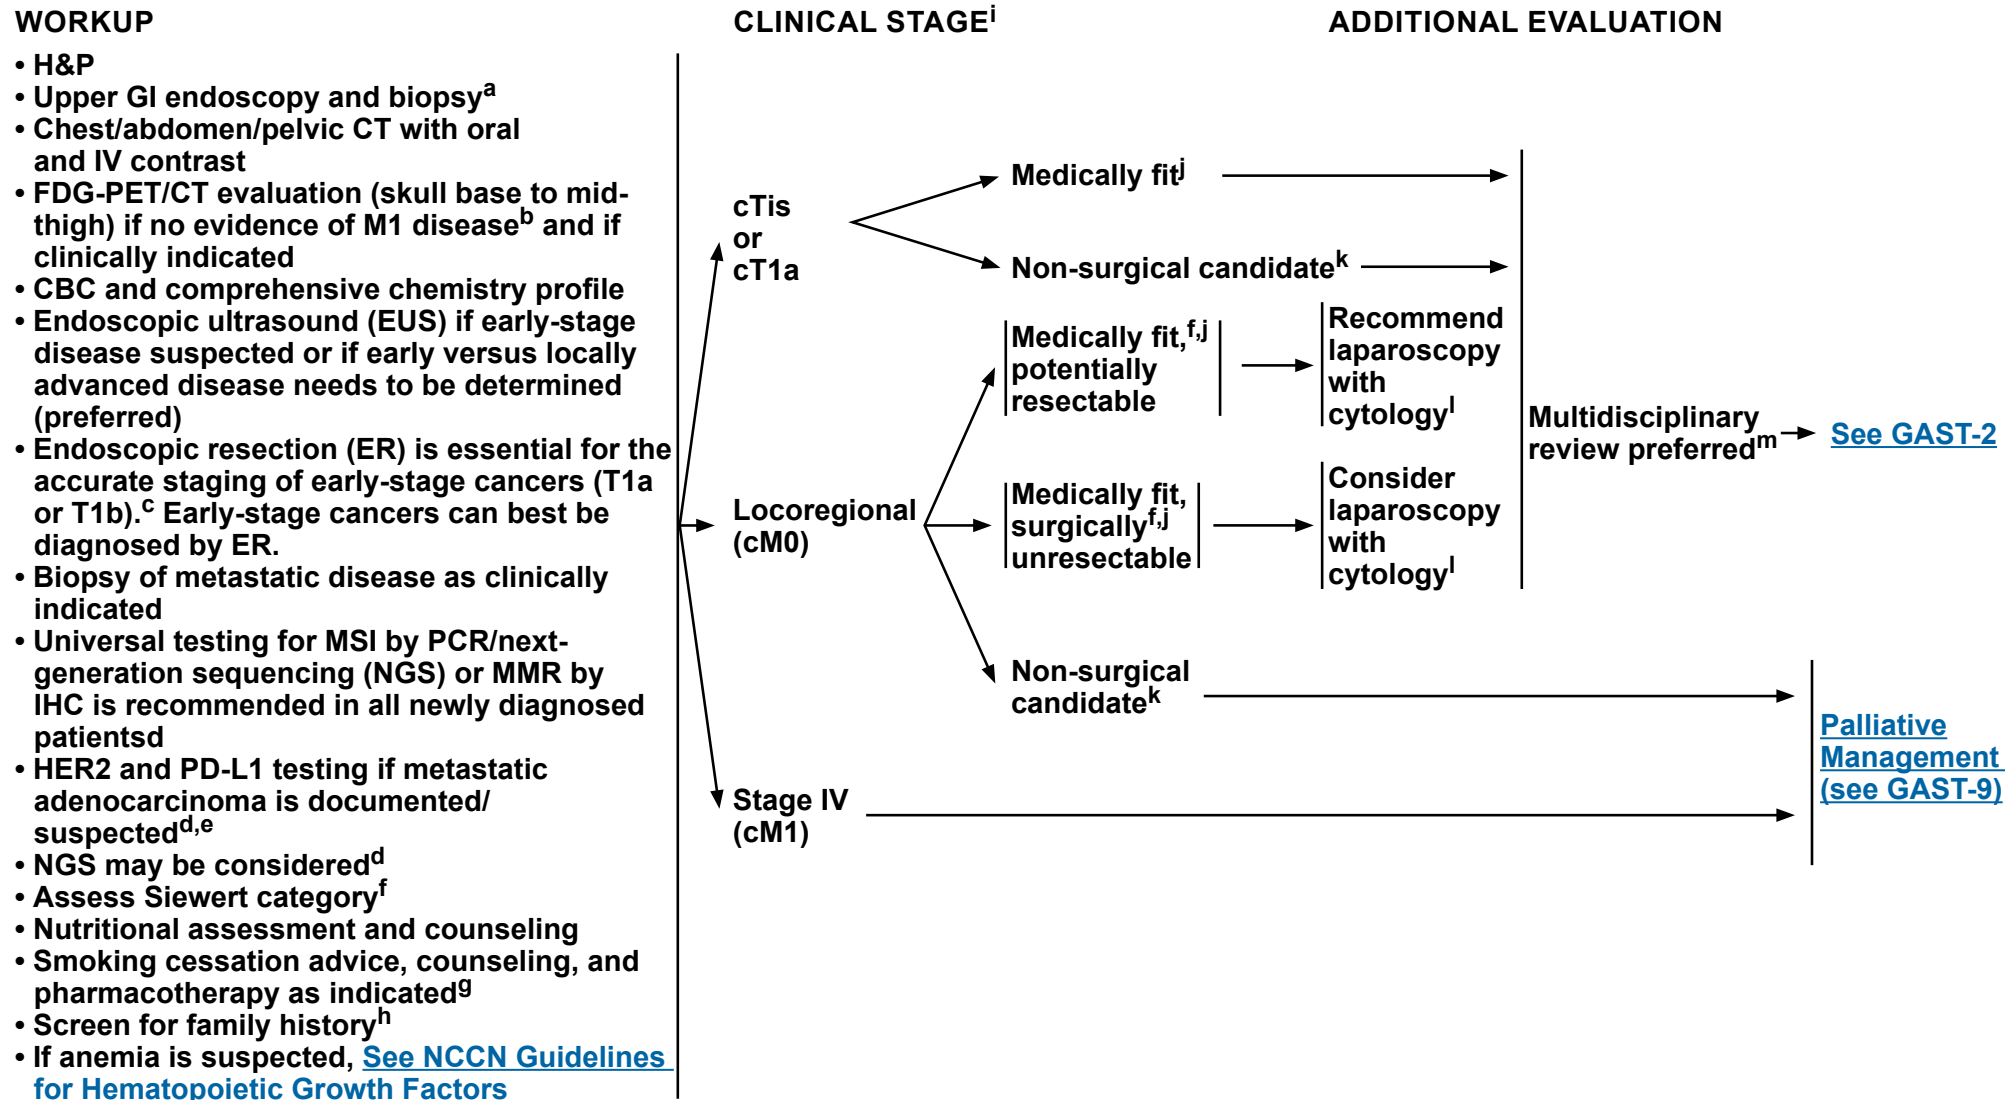 WORKUP
• H&P
• Upper GI endoscopy and biopsyᵃ
• Chest/abdomen/pelvic CT with oral
and IV contrast
• FDG-PET/CT evaluation (skull base to mid-
thigh) if no evidence of M1 diseaseᵇ and if
clinically indicated
• CBC and comprehensive chemistry profile
• Endoscopic ultrasound (EUS) if early-stage
disease suspected or if early versus locally
advanced disease needs to be determined
(preferred)
• Endoscopic resection (ER) is essential for the
accurate staging of early-stage cancers (T1a
or T1b).ᶜ Early-stage cancers can best be
diagnosed by ER.
• Biopsy of metastatic disease as clinically
indicated
• Universal testing for MSI by PCR/next-
generation sequencing (NGS) or MMR by
IHC is recommended in all newly diagnosed
patientsd
• HER2 and PD-L1 testing if metastatic
adenocarcinoma is documented/
suspectedᵈ,ᵉ
• NGS may be consideredᵈ
• Assess Siewert categoryᶠ
• Nutritional assessment and counseling
• Smoking cessation advice, counseling, and
pharmacotherapy as indicatedᵍ
• Screen for family historyʰ
• If anemia is suspected, See NCCN Guidelines
for Hematopoietic Growth Factors
CLINICAL STAGEⁱ
cTis
or
cT1a
Medically fitʲ
Non-surgical candidateᵏ
Locoregional
(cM0)
Medically fit,ᶠ,ʲ
potentially
resectable
Medically fit,
surgicallyᶠ,ʲ
unresectable
Non-surgical
candidateᵏ
Stage IV
(cM1)
ADDITIONAL EVALUATION
Recommend
laparoscopy
with
cytologyˡ
Consider
laparoscopy
with
cytologyˡ
Multidisciplinary
review preferredᵐ
See GAST-2
Palliative
Management
(see GAST-9)